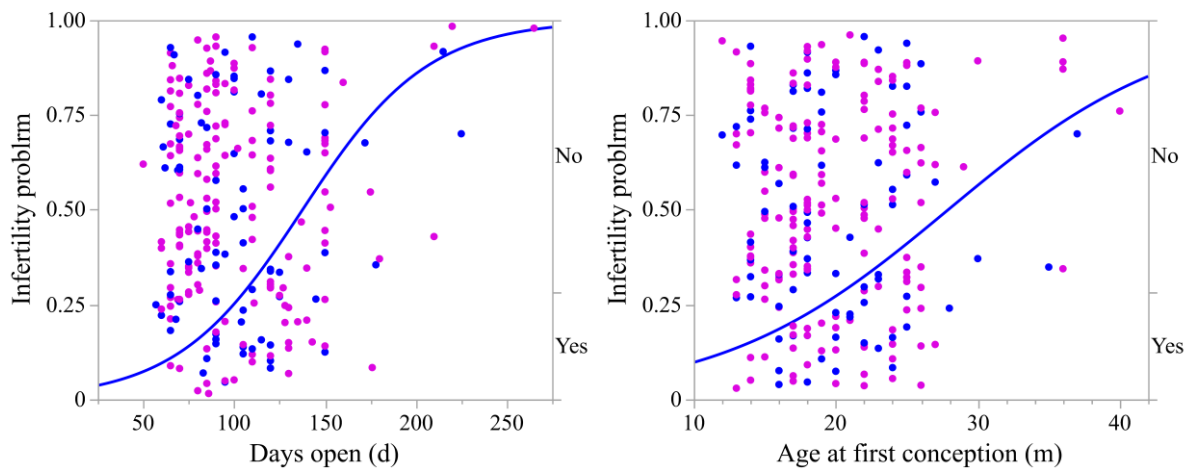 1.00
0.75
0.50
0.25
0
Infertility problrm
No
Yes
50
100
150
200
250
Days open (d)
1.00
0.75
0.50
0.25
0
Infertility problrm
No
Yes
10
20
30
40
Age at first conception (m)